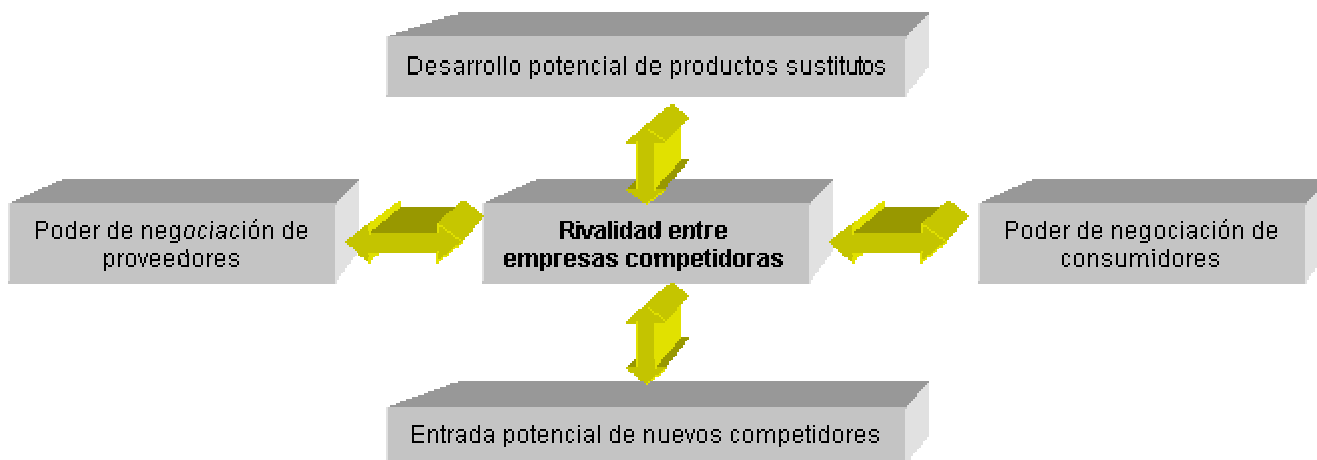 Desarrollo potencial de productos sustitutos
Poder de negociación de
proveedores
Rivalidad entre
empresas competidoras
Poder de negociación de
consumidores
Entrada potencial de nuevos competidores